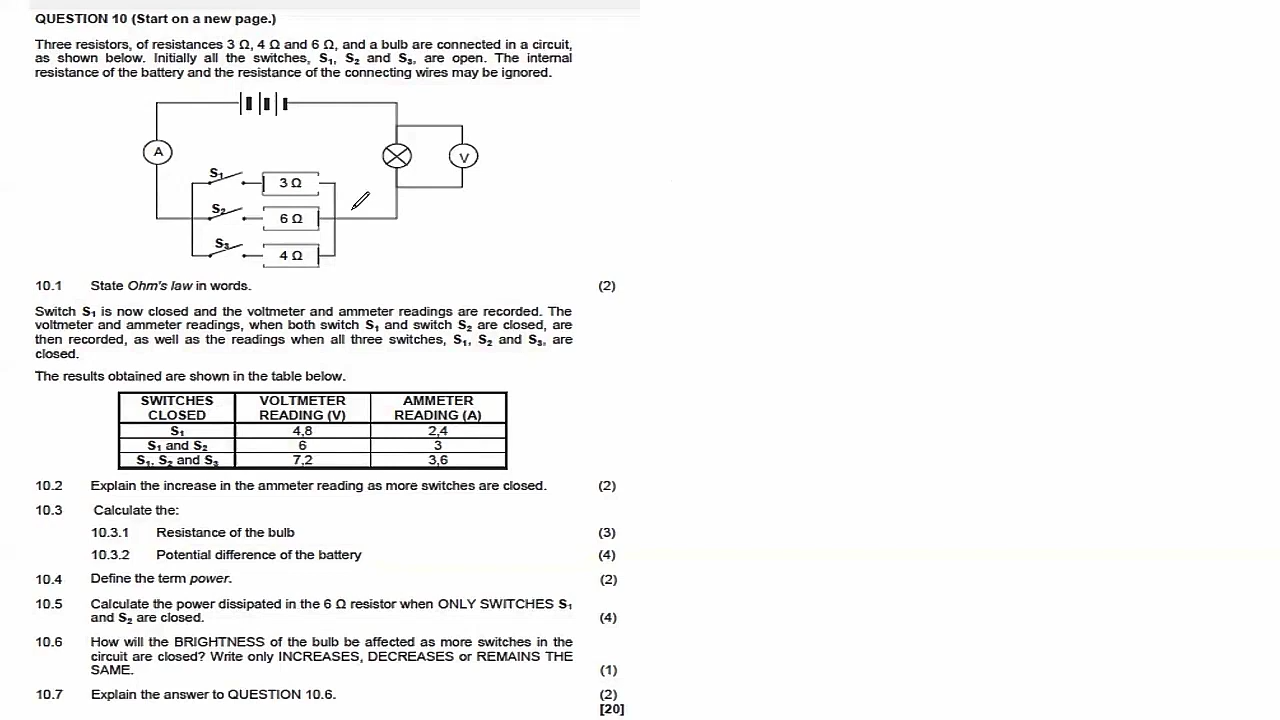 QUESTION 10 (Start on a new page.)
Three resistors, of resistances 3 Ω, 4 Ω and 6 Ω, and a bulb are connected in a circuit,
as shown below. Initially all the switches, S₁, S₂ and S₃, are open. The internal
resistance of the battery and the resistance of the connecting wires may be ignored.
A
V
S₁
3 Ω
S₂
6 Ω
S₃
4 Ω
10.1 State Ohm's law in words. (2)
Switch S₁ is now closed and the voltmeter and ammeter readings are recorded. The
voltmeter and ammeter readings, when both switch S₁ and switch S₂ are closed, are
then recorded, as well as the readings when all three switches, S₁, S₂ and S₃, are
closed.
The results obtained are shown in the table below.
SWITCHES VOLTMETER AMMETER
CLOSED READING (V) READING (A)
S₁ 4,8 2,4
S₁ and S₂ 6 3
S₁, S₂ and S₃ 7,2 3,6
10.2 Explain the increase in the ammeter reading as more switches are closed. (2)
10.3 Calculate the:
10.3.1 Resistance of the bulb (3)
10.3.2 Potential difference of the battery (4)
10.4 Define the term power. (2)
10.5 Calculate the power dissipated in the 6 Ω resistor when ONLY SWITCHES S₁
and S₂ are closed. (4)
10.6 How will the BRIGHTNESS of the bulb be affected as more switches in the
circuit are closed? Write only INCREASES, DECREASES or REMAINS THE
SAME. (1)
10.7 Explain the answer to QUESTION 10.6. (2)
[20]